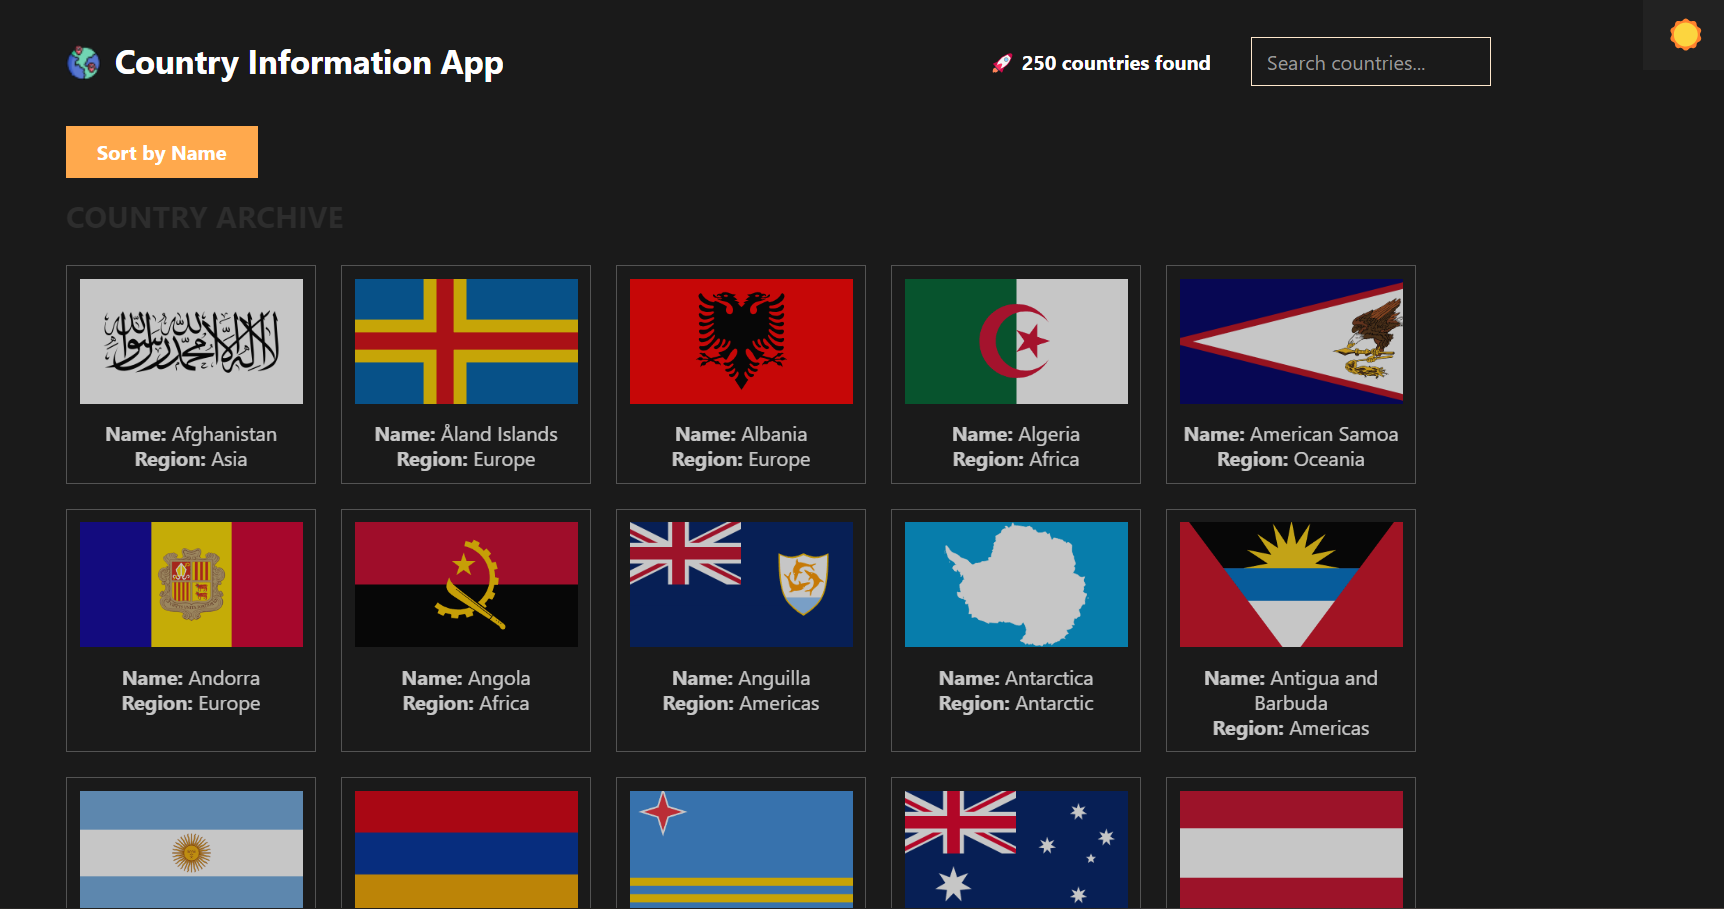 Country Information App
250 countries found
Search countries...
Sort by Name
COUNTRY ARCHIVE
لا إله إلا الله محمد رسول الله
Name: Afghanistan
Region: Asia
Name: Åland Islands
Region: Europe
Name: Albania
Region: Europe
Name: Algeria
Region: Africa
Name: American Samoa
Region: Oceania
Name: Andorra
Region: Europe
Name: Angola
Region: Africa
Name: Anguilla
Region: Americas
Name: Antarctica
Region: Antarctic
Name: Antigua and
Barbuda
Region: Americas